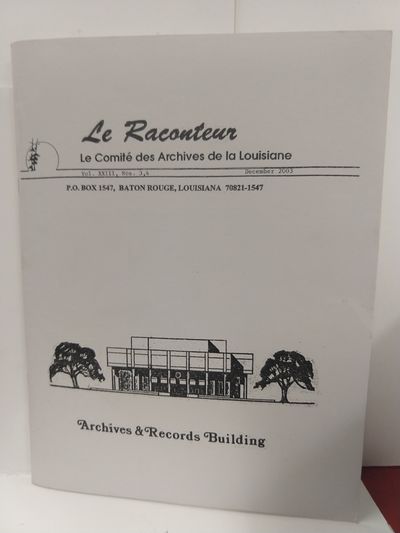 Le Raconteur
Le Comité des Archives de la Louisiane
Vol. XXIII, Nos. 3,4 December 2003
P.O. BOX 1547, BATON ROUGE, LOUISIANA 70821-1547
Archives & Records Building